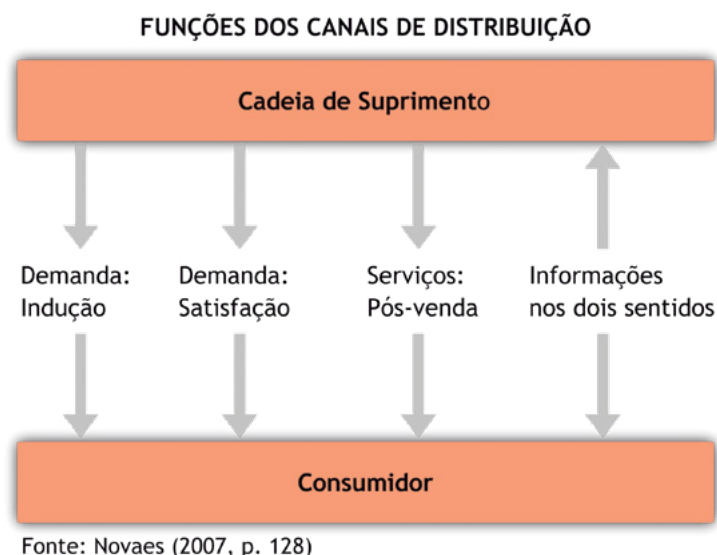 FUNÇÕES DOS CANAIS DE DISTRIBUIÇÃO
Cadeia de Suprimento
Demanda:
Indução
Demanda:
Satisfação
Serviços:
Pós-venda
Informações
nos dois sentidos
Consumidor
Fonte: Novaes (2007, p. 128)